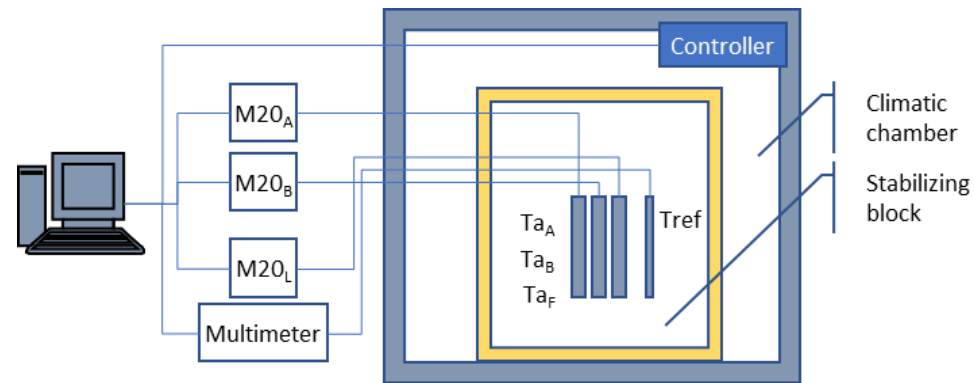 Controller
M20A
Climatic
chamber
M20B
Stabilizing
block
TaA
Tref
TaB
M20L
TaF
Multimeter